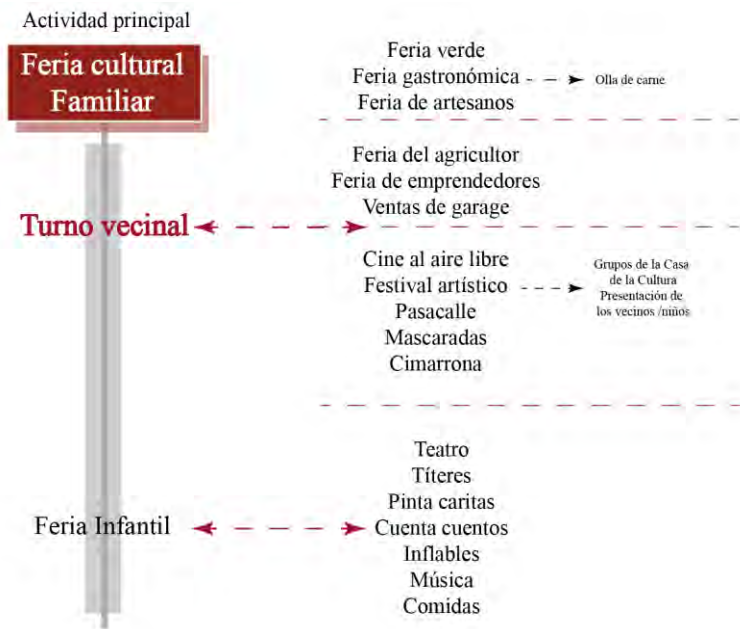 Actividad principal
Feria cultural
Familiar
Feria verde
Feria gastronómica
Olla de carne
Feria de artesanos
Feria del agricultor
Feria de emprendedores
Ventas de garage
Turno vecinal
Cine al aire libre
Festival artístico
Pasacalle
Mascaradas
Cimarrona
Grupos de la Casa
de la Cultura
Presentación de
los vecinos /niños
Feria Infantil
Teatro
Títeres
Pinta caritas
Cuenta cuentos
Inflables
Música
Comidas